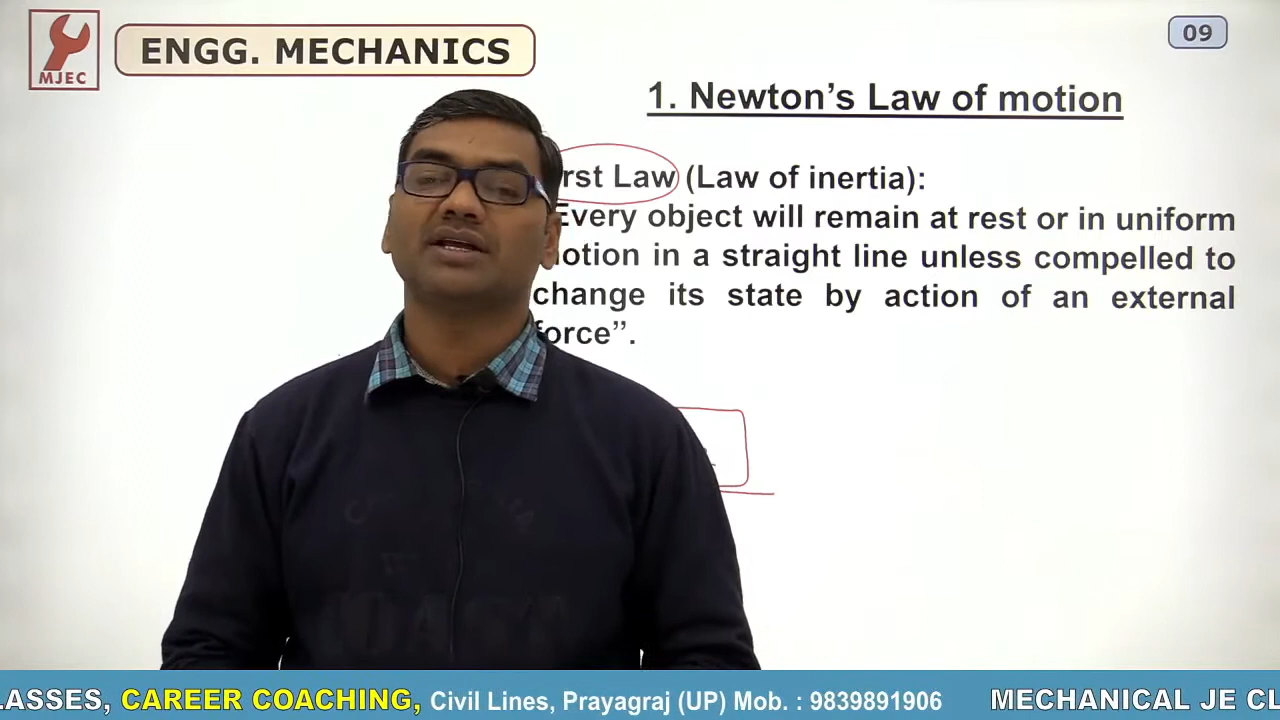 MJEC
ENGG. MECHANICS
09
1. Newton’s Law of motion
rst Law (Law of inertia):
Every object will remain at rest or in uniform
otion in a straight line unless compelled to
change its state by action of an external
force”.
LASSES, CAREER COACHING, Civil Lines, Prayagraj (UP) Mob. : 9839891906 MECHANICAL JE CL